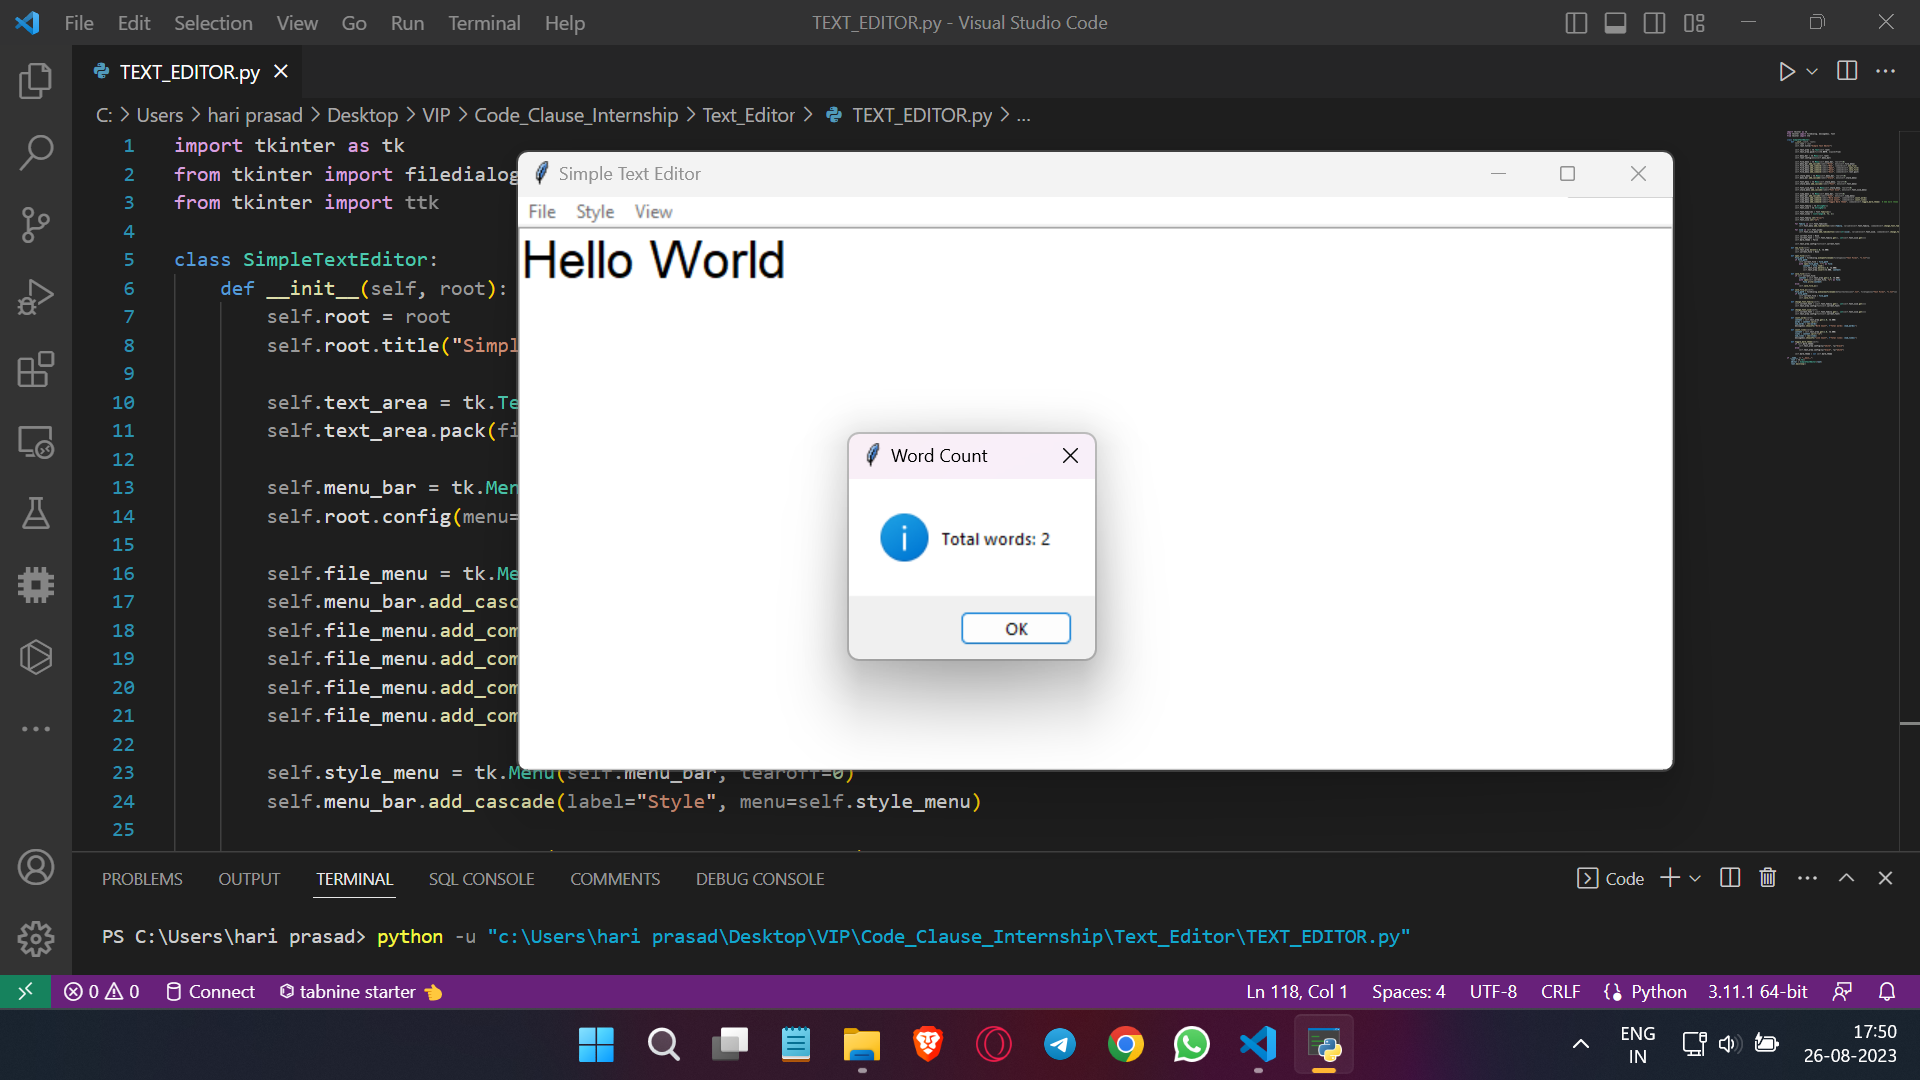 File Edit Selection View Go Run Terminal Help
TEXT_EDITOR.py - Visual Studio Code
TEXT_EDITOR.py
C: > Users > hari prasad > Desktop > VIP > Code_Clause_Internship > Text_Editor > TEXT_EDITOR.py > ...
1 import tkinter as tk
2 from tkinter import filedialog
3 from tkinter import ttk
4
5 class SimpleTextEditor:
6 def __init__(self, root):
7 self.root = root
8 self.root.title("Simpl
9
10 self.text_area = tk.Te
11 self.text_area.pack(fi
12
13 self.menu_bar = tk.Men
14 self.root.config(menu=
15
16 self.file_menu = tk.Me
17 self.menu_bar.add_casc
18 self.file_menu.add_com
19 self.file_menu.add_com
20 self.file_menu.add_com
21 self.file_menu.add_com
22
23 self.style_menu = tk.Menu(self.menu_bar, tearoff=0)
24 self.menu_bar.add_cascade(label="Style", menu=self.style_menu)
25
Simple Text Editor
File Style View
Hello World
Word Count
Total words: 2
OK
PROBLEMS OUTPUT TERMINAL SQL CONSOLE COMMENTS DEBUG CONSOLE
Code
PS C:\Users\hari prasad> python -u "c:\Users\hari prasad\Desktop\VIP\Code_Clause_Internship\Text_Editor\TEXT_EDITOR.py"
0 0 Connect tabnine starter
Ln 118, Col 1 Spaces: 4 UTF-8 CRLF Python 3.11.1 64-bit
ENG
IN
17:50
26-08-2023